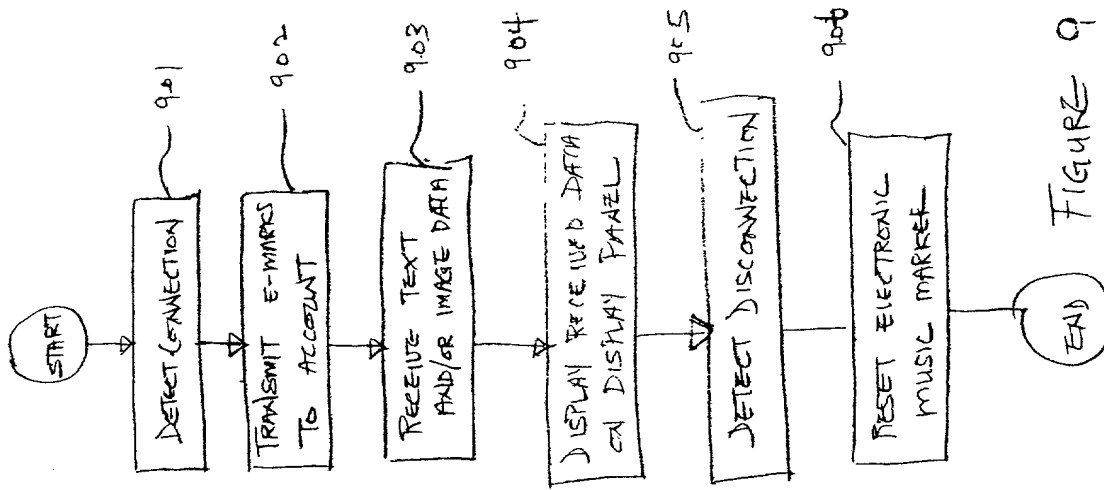 START
DETECT CONNECTION
901
TRANSMIT E-MARKS
TO ACCOUNT
902
RECEIVE TEXT
AND/OR IMAGE DATA
903
DISPLAY RECEIVED DATA
ON DISPLAY PANEL
904
DETECT DISCONNECTION
905
RESET ELECTRONIC
MUSIC MARKER
906
END
FIGURE 9